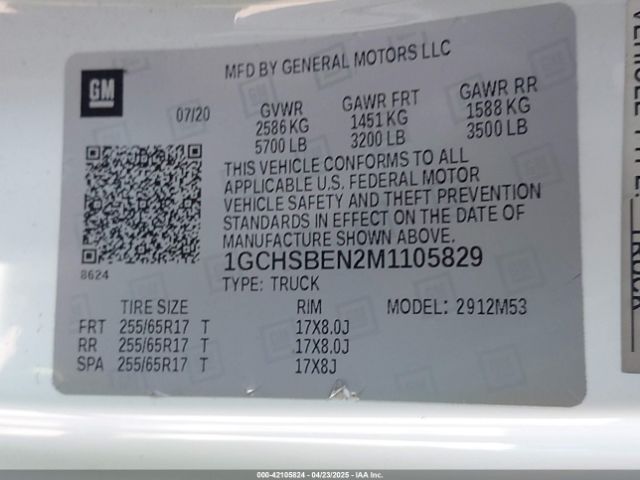 GM
MFD BY GENERAL MOTORS LLC
07/20 GVWR GAWR FRT GAWR RR
2586 KG 1451 KG 1588 KG
5700 LB 3200 LB 3500 LB
THIS VEHICLE CONFORMS TO ALL
APPLICABLE U.S. FEDERAL MOTOR
VEHICLE SAFETY AND THEFT PREVENTION
STANDARDS IN EFFECT ON THE DATE OF
MANUFACTURE SHOWN ABOVE.
8624
1GCHSBEN2M1105829
TYPE: TRUCK
TIRE SIZE RIM MODEL: 2912M53
FRT 255/65R17 T 17X8.0J
RR 255/65R17 T 17X8.0J
SPA 255/65R17 T 17X8J
TRUCK
000-42105824 - 04/23/2025 - IAA Inc.